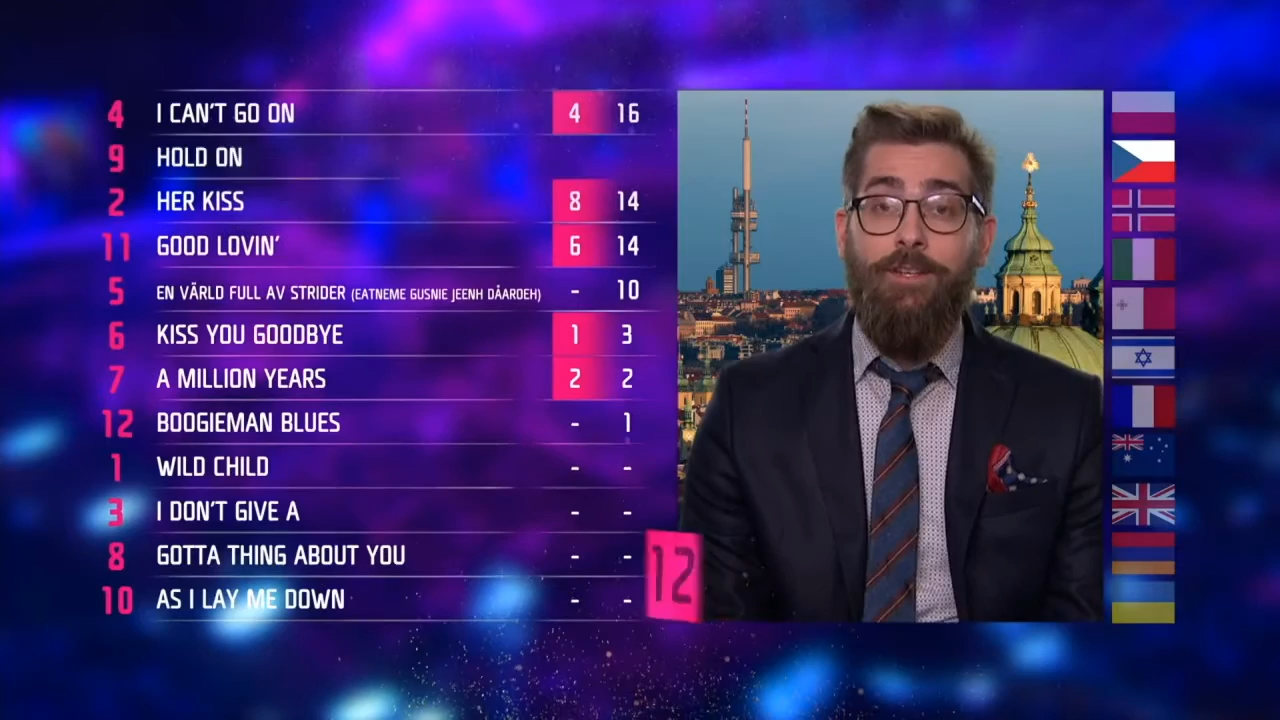 4 I CAN'T GO ON 4 16
9 HOLD ON
2 HER KISS 8 14
11 GOOD LOVIN' 6 14
5 EN VÄRLD FULL AV STRIDER (EATNEME GUSNIE JEENH DÅAROEH) - 10
6 KISS YOU GOODBYE 1 3
7 A MILLION YEARS 2 2
12 BOOGIEMAN BLUES - 1
1 WILD CHILD - -
3 I DON'T GIVE A - -
8 GOTTA THING ABOUT YOU - -
10 AS I LAY ME DOWN - -
12